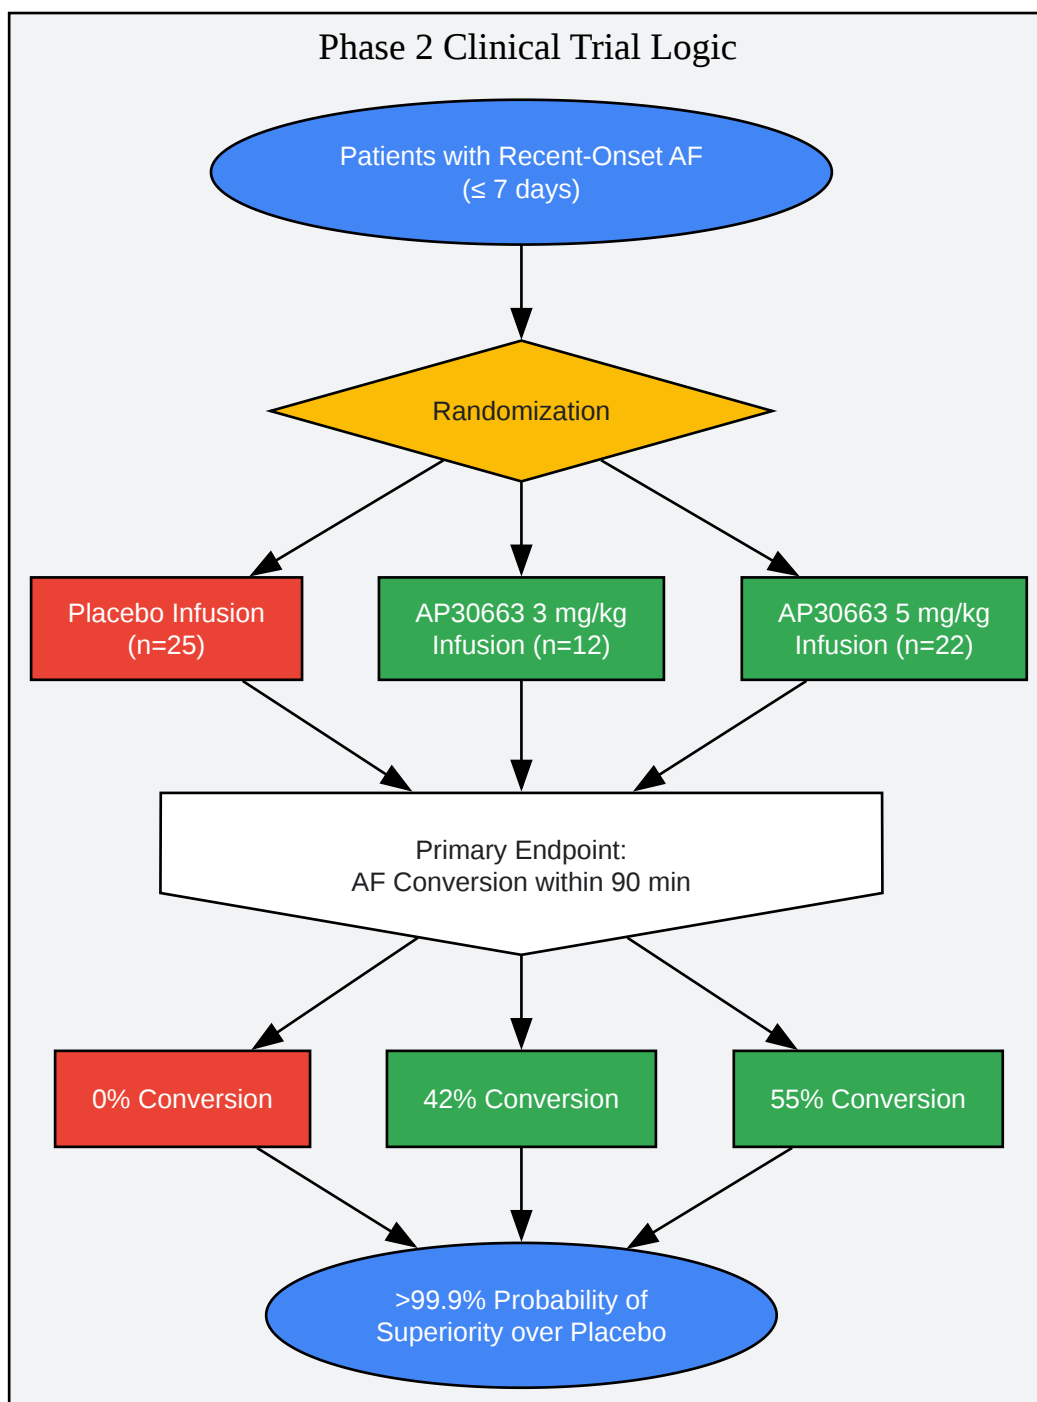 Phase 2 Clinical Trial Logic
Patients with Recent-Onset AF
(≤ 7 days)
Randomization
Placebo Infusion
(n=25)
AP30663 3 mg/kg
Infusion (n=12)
AP30663 5 mg/kg
Infusion (n=22)
Primary Endpoint:
AF Conversion within 90 min
0% Conversion
42% Conversion
55% Conversion
>99.9% Probability of
Superiority over Placebo